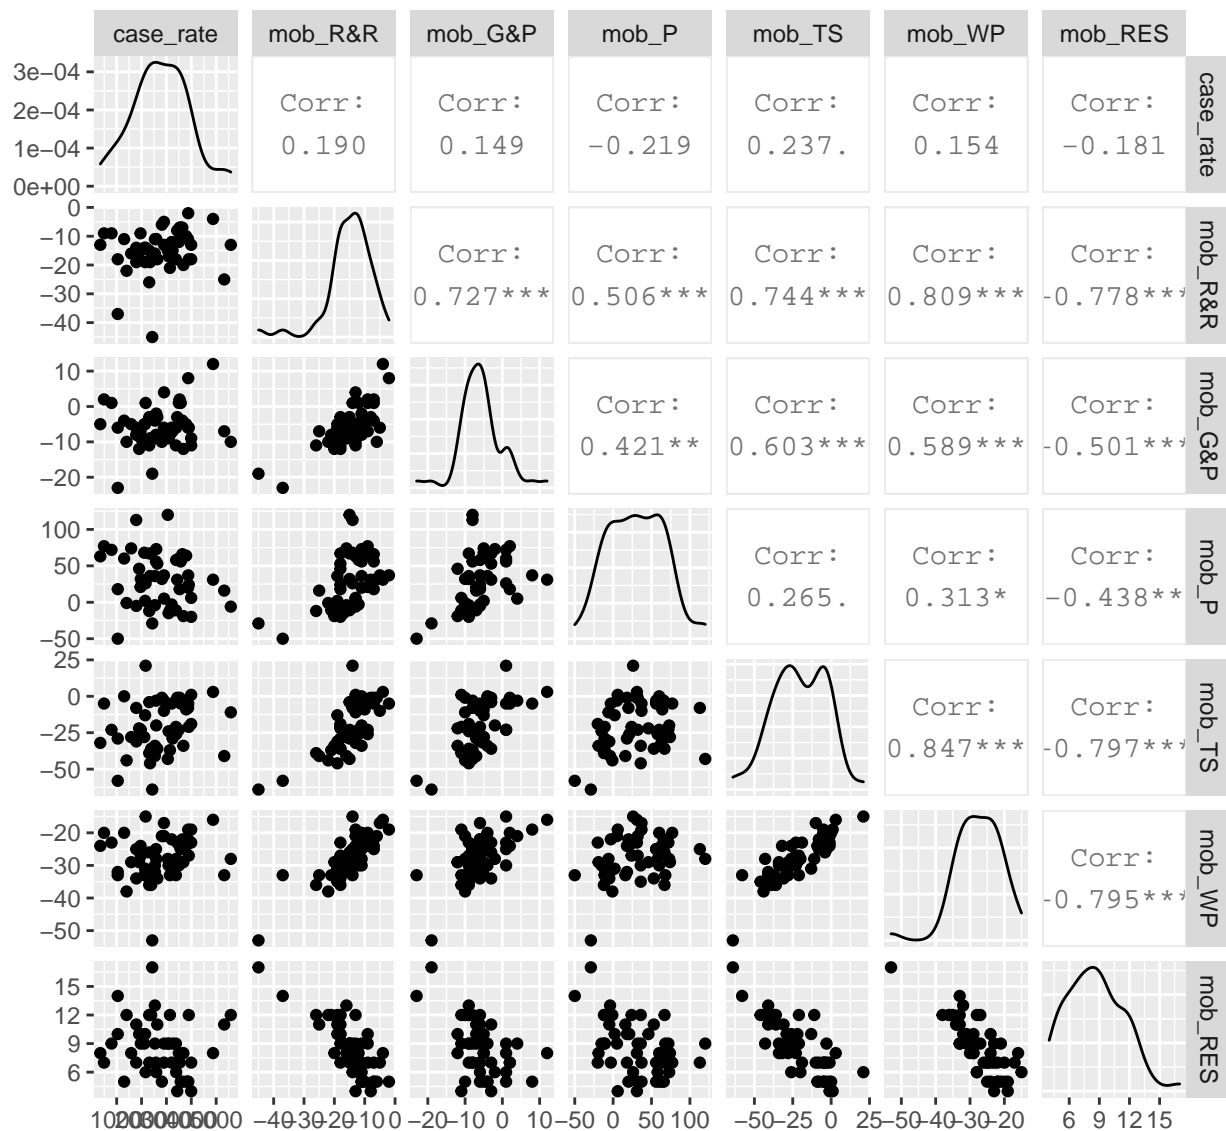 case_rate mob_R&R mob_G&P mob_P mob_TS mob_WP mob_RES
3e−04
2e−04
1e−04
0e+00
Corr:
0.190
Corr:
0.149
Corr:
−0.219
Corr:
0.237.
Corr:
0.154
Corr:
−0.181
case_rate
0
−10
−20
−30
−40
Corr:
0.727***
Corr:
0.506***
Corr:
0.744***
Corr:
0.809***
Corr:
-0.778***
mob_R&R
10
0
−10
−20
Corr:
0.421**
Corr:
0.603***
Corr:
0.589***
Corr:
-0.501***
mob_G&P
100
50
0
−50
Corr:
0.265.
Corr:
0.313*
Corr:
−0.438**
mob_P
25
0
−25
−50
Corr:
0.847***
Corr:
-0.797***
mob_TS
−20
−30
−40
−50
Corr:
-0.795***
mob_WP
15
12
9
6
mob_RES
−40 −30 −20 −10 0
−20 −10 0 10
−50 0 50 100
−50 −25 0 25
−50 −40 −30 −20
6 9 12 15